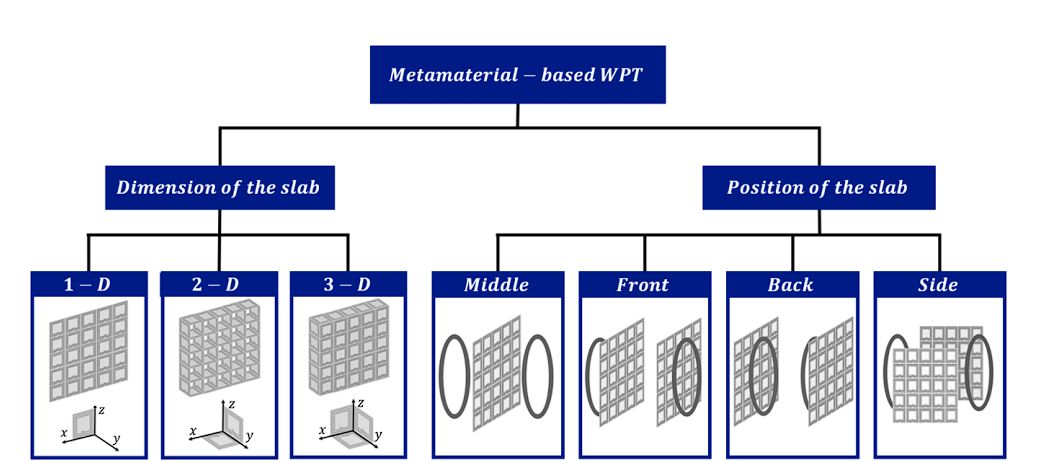 Metamaterial − based WPT
Dimension of the slab
Position of the slab
1 − D
2 − D
3 − D
Middle
Front
Back
Side
z
x
y
z
x
y
z
x
y